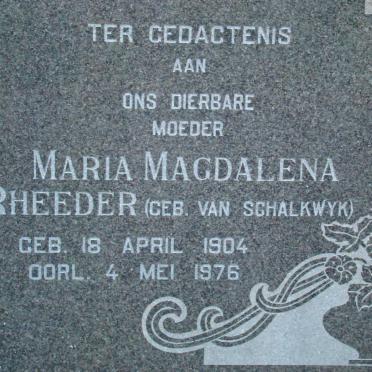 TER GEDACTENIS
AAN
ONS DIERBARE
MOEDER
MARIA MAGDALENA
RHEEDER (GEB. VAN SCHALKWYK)
GEB. 18 APRIL 1904
OORL. 4 MEI 1976